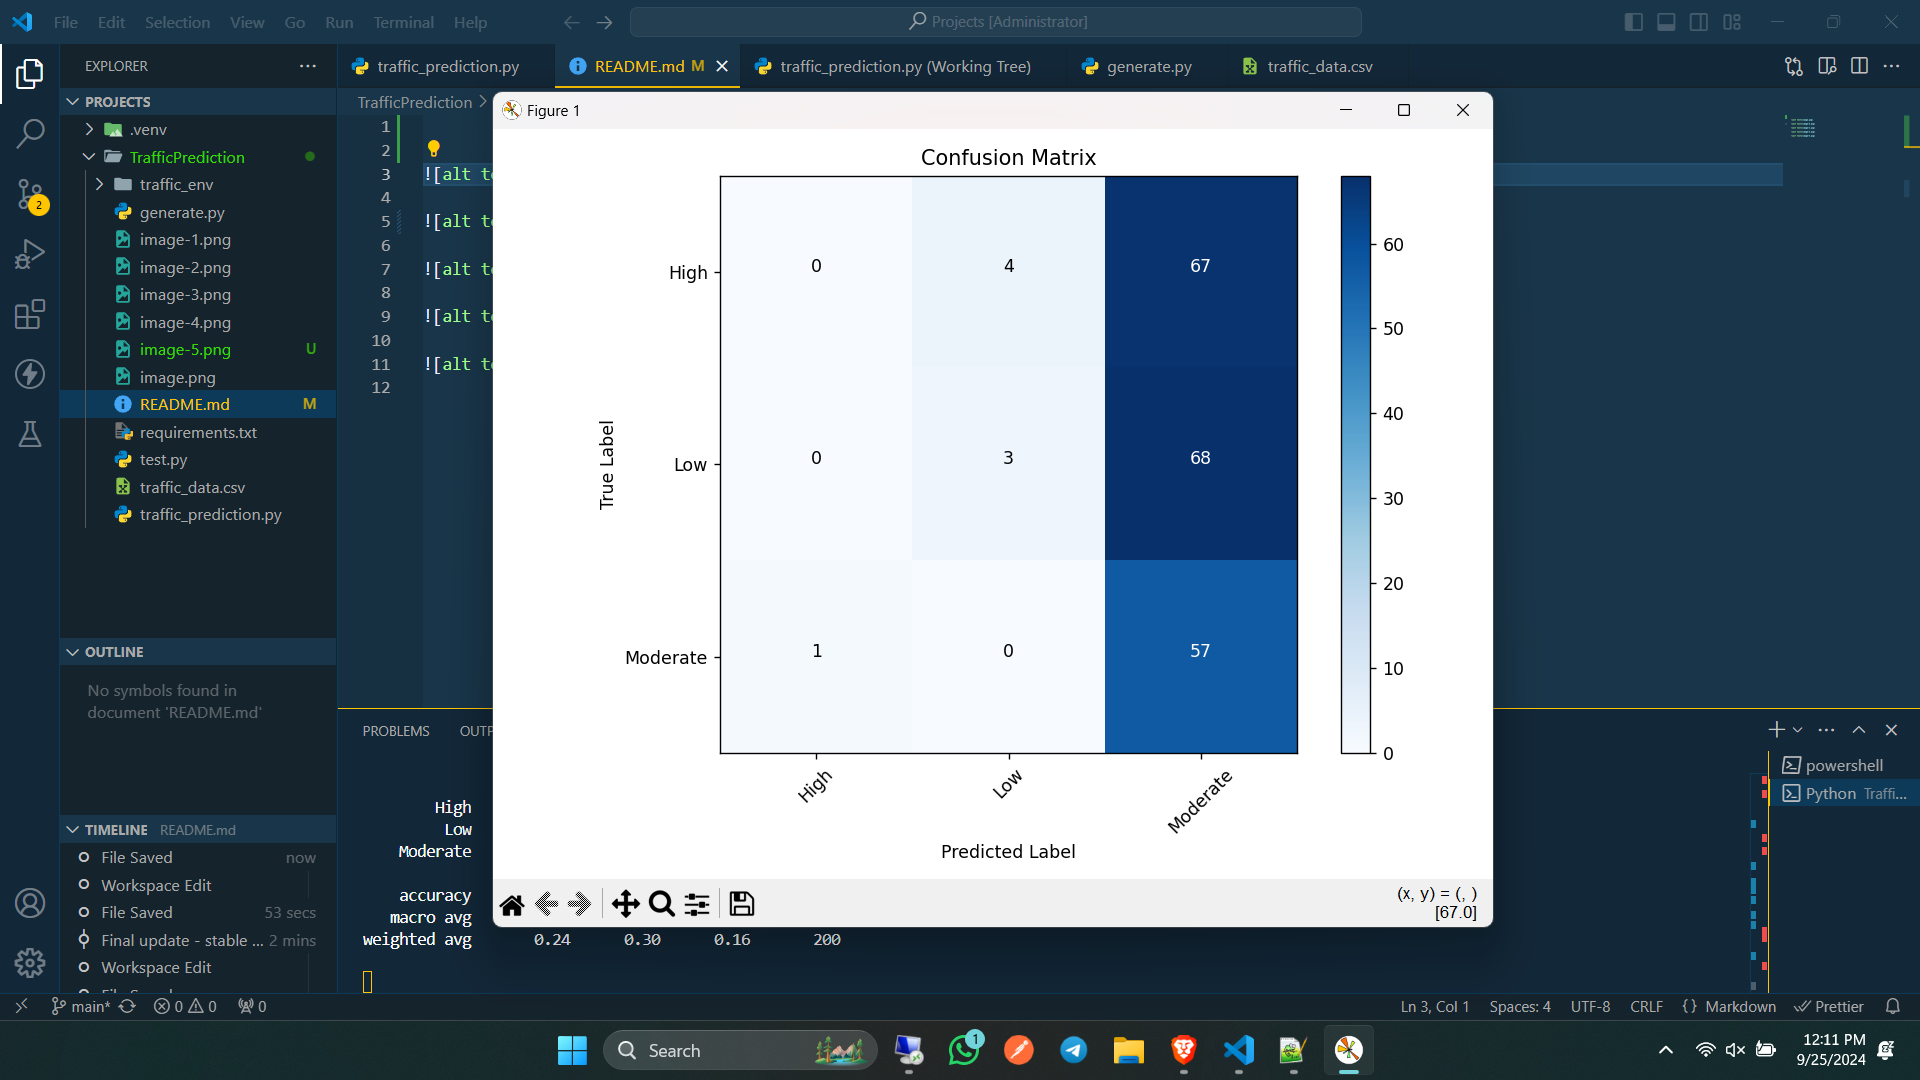 File Edit Selection View Go Run Terminal Help
Projects [Administrator]
EXPLORER
PROJECTS
.venv
TrafficPrediction
traffic_env
generate.py
image-1.png
image-2.png
image-3.png
image-4.png
image-5.png U
image.png
README.md M
requirements.txt
test.py
traffic_data.csv
traffic_prediction.py
OUTLINE
No symbols found in
document 'README.md'
TIMELINE README.md
File Saved now
Workspace Edit
File Saved 53 secs
Final update - stable ... 2 mins
Workspace Edit
traffic_prediction.py
README.md M
traffic_prediction.py (Working Tree)
generate.py
traffic_data.csv
TrafficPrediction >
1
2
3 ![alt te
4
5 ![alt te
6
7 ![alt te
8
9 ![alt te
10
11 ![alt te
12
Figure 1
Confusion Matrix
True Label
High 0 4 67
Low 0 3 68
Moderate 1 0 57
High Low Moderate
Predicted Label
60
50
40
30
20
10
0
(x, y) = (, )
[67.0]
PROBLEMS OUTP
High
Low
Moderate
accuracy
macro avg
weighted avg 0.24 0.30 0.16 200
powershell
Python Traffi...
main* 0 0 0
Ln 3, Col 1 Spaces: 4 UTF-8 CRLF {} Markdown Prettier
2
Search
1
12:11 PM
9/25/2024